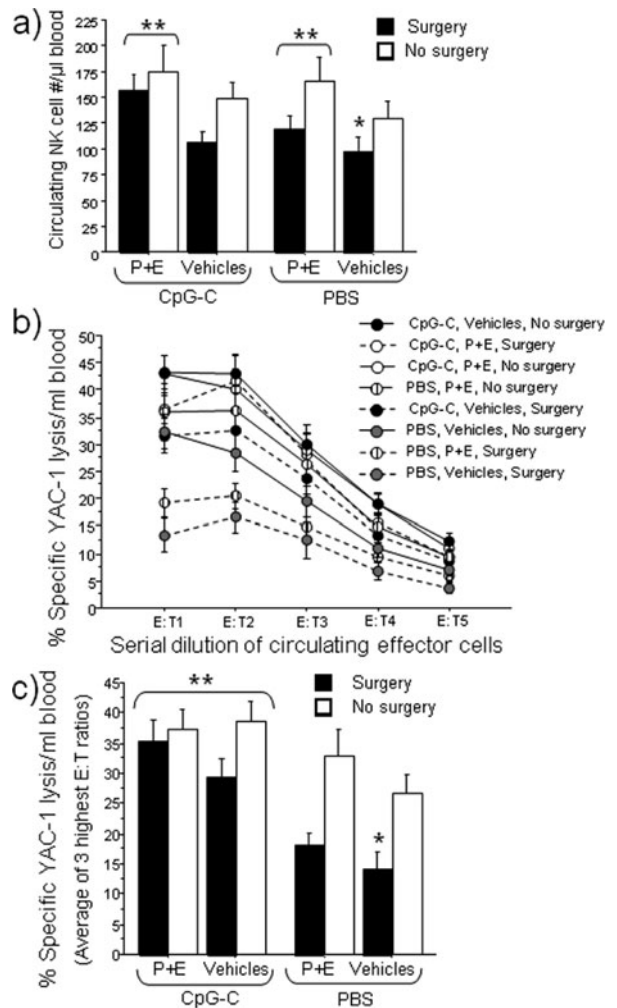 a)
Circulating NK cell #/µl blood
225
200
175
150
125
100
75
50
25
0
**
**
*
Surgery
No surgery
P+E Vehicles P+E Vehicles
CpG-C PBS
b)
% Specific YAC-1 lysis/ml blood
50
45
40
35
30
25
20
15
10
5
0
CpG-C, Vehicles, No surgery
CpG-C, P+E, Surgery
CpG-C, P+E, No surgery
PBS, P+E, No surgery
CpG-C, Vehicles, Surgery
PBS, Vehicles, No surgery
PBS, P+E, Surgery
PBS, Vehicles, Surgery
E:T1 E:T2 E:T3 E:T4 E:T5
Serial dilution of circulating effector cells
c)
% Specific YAC-1 lysis/ml blood
(Average of 3 highest E:T ratios)
45
40
35
30
25
20
15
10
5
0
**
*
Surgery
No surgery
P+E Vehicles P+E Vehicles
CpG-C PBS